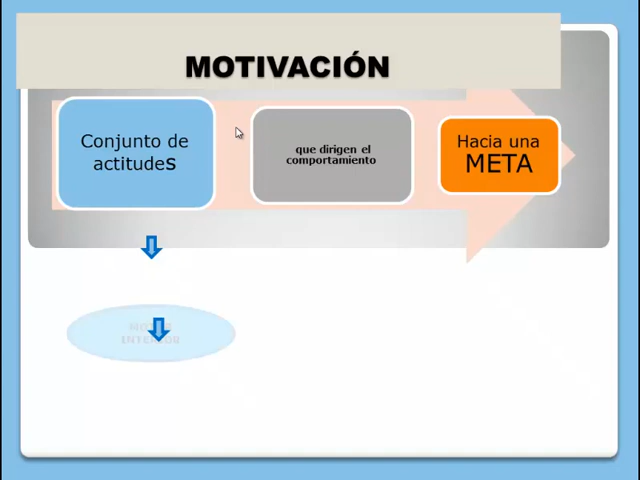 MOTIVACIÓN
Conjunto de
actitudes
que dirigen el
comportamiento
Hacia una
META